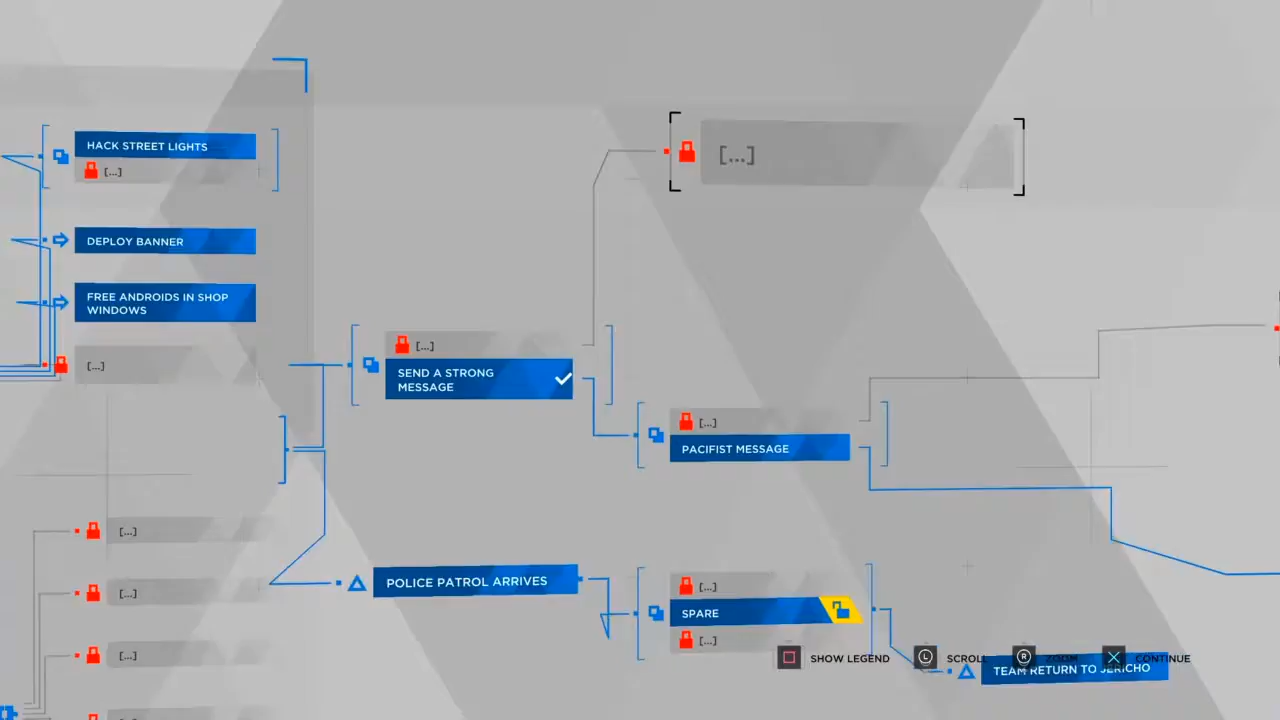 HACK STREET LIGHTS
[...]
[...]
DEPLOY BANNER
FREE ANDROIDS IN SHOP
WINDOWS
[...]
[...]
SEND A STRONG
MESSAGE
[...]
PACIFIST MESSAGE
[...]
[...]
[...]
POLICE PATROL ARRIVES
[...]
SPARE
[...]
SHOW LEGEND
L
SCROLL
R
ZOOM
CONTINUE
TEAM RETURN TO JERICHO